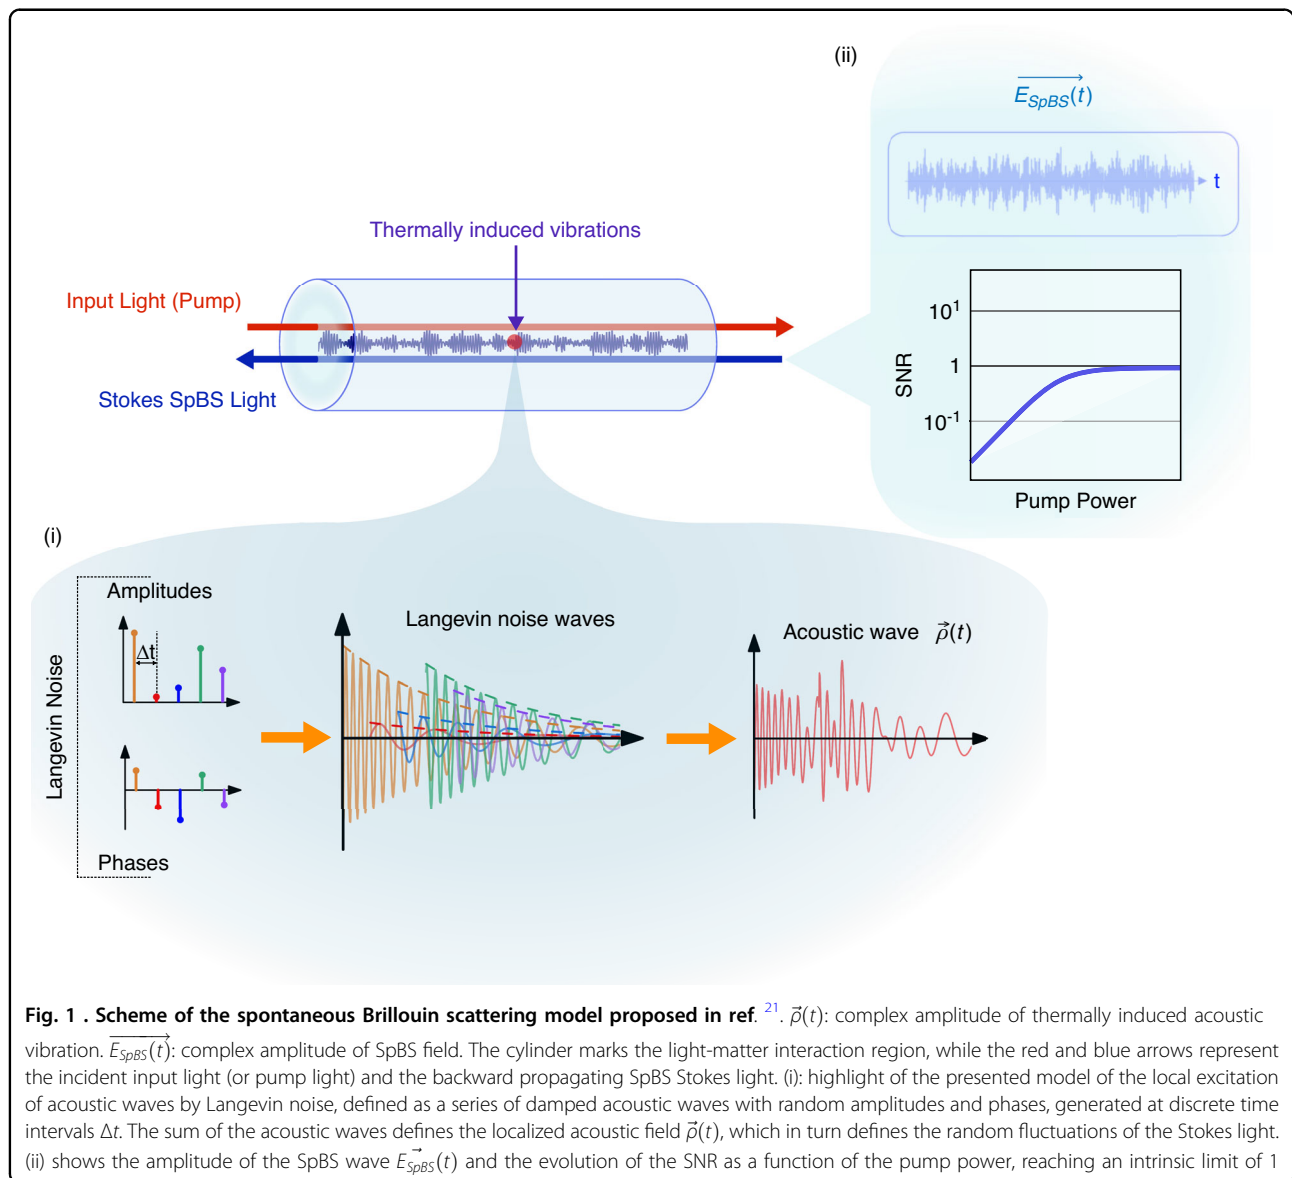 (ii)
E_SpBS(t)
t
Thermally induced vibrations
Input Light (Pump)
Stokes SpBS Light
10^1
1
10^-1
SNR
Pump Power
(i)
Langevin Noise
Amplitudes
Δt
Phases
Langevin noise waves
Acoustic wave ρ⃗(t)
Fig. 1 . Scheme of the spontaneous Brillouin scattering model proposed in ref. ²¹. ρ⃗(t): complex amplitude of thermally induced acoustic
vibration. E_SpBS(t): complex amplitude of SpBS field. The cylinder marks the light-matter interaction region, while the red and blue arrows represent
the incident input light (or pump light) and the backward propagating SpBS Stokes light. (i): highlight of the presented model of the local excitation
of acoustic waves by Langevin noise, defined as a series of damped acoustic waves with random amplitudes and phases, generated at discrete time
intervals Δt. The sum of the acoustic waves defines the localized acoustic field ρ⃗(t), which in turn defines the random fluctuations of the Stokes light.
(ii) shows the amplitude of the SpBS wave E_SpBS(t) and the evolution of the SNR as a function of the pump power, reaching an intrinsic limit of 1